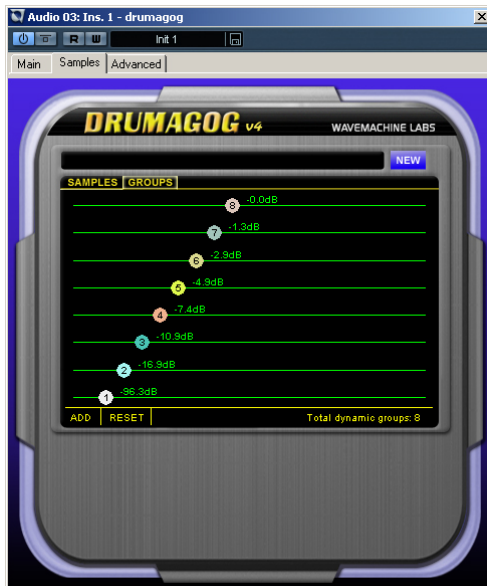 Audio 03: Ins. 1 - drumagog
R W Init 1
Main Samples Advanced
DRUMAGOG v4 WAVEMACHINE LABS
NEW
SAMPLES GROUPS
8 -0.0dB
7 -1.3dB
6 -2.9dB
5 -4.9dB
4 -7.4dB
3 -10.9dB
2 -16.9dB
1 -96.3dB
ADD RESET Total dynamic groups: 8